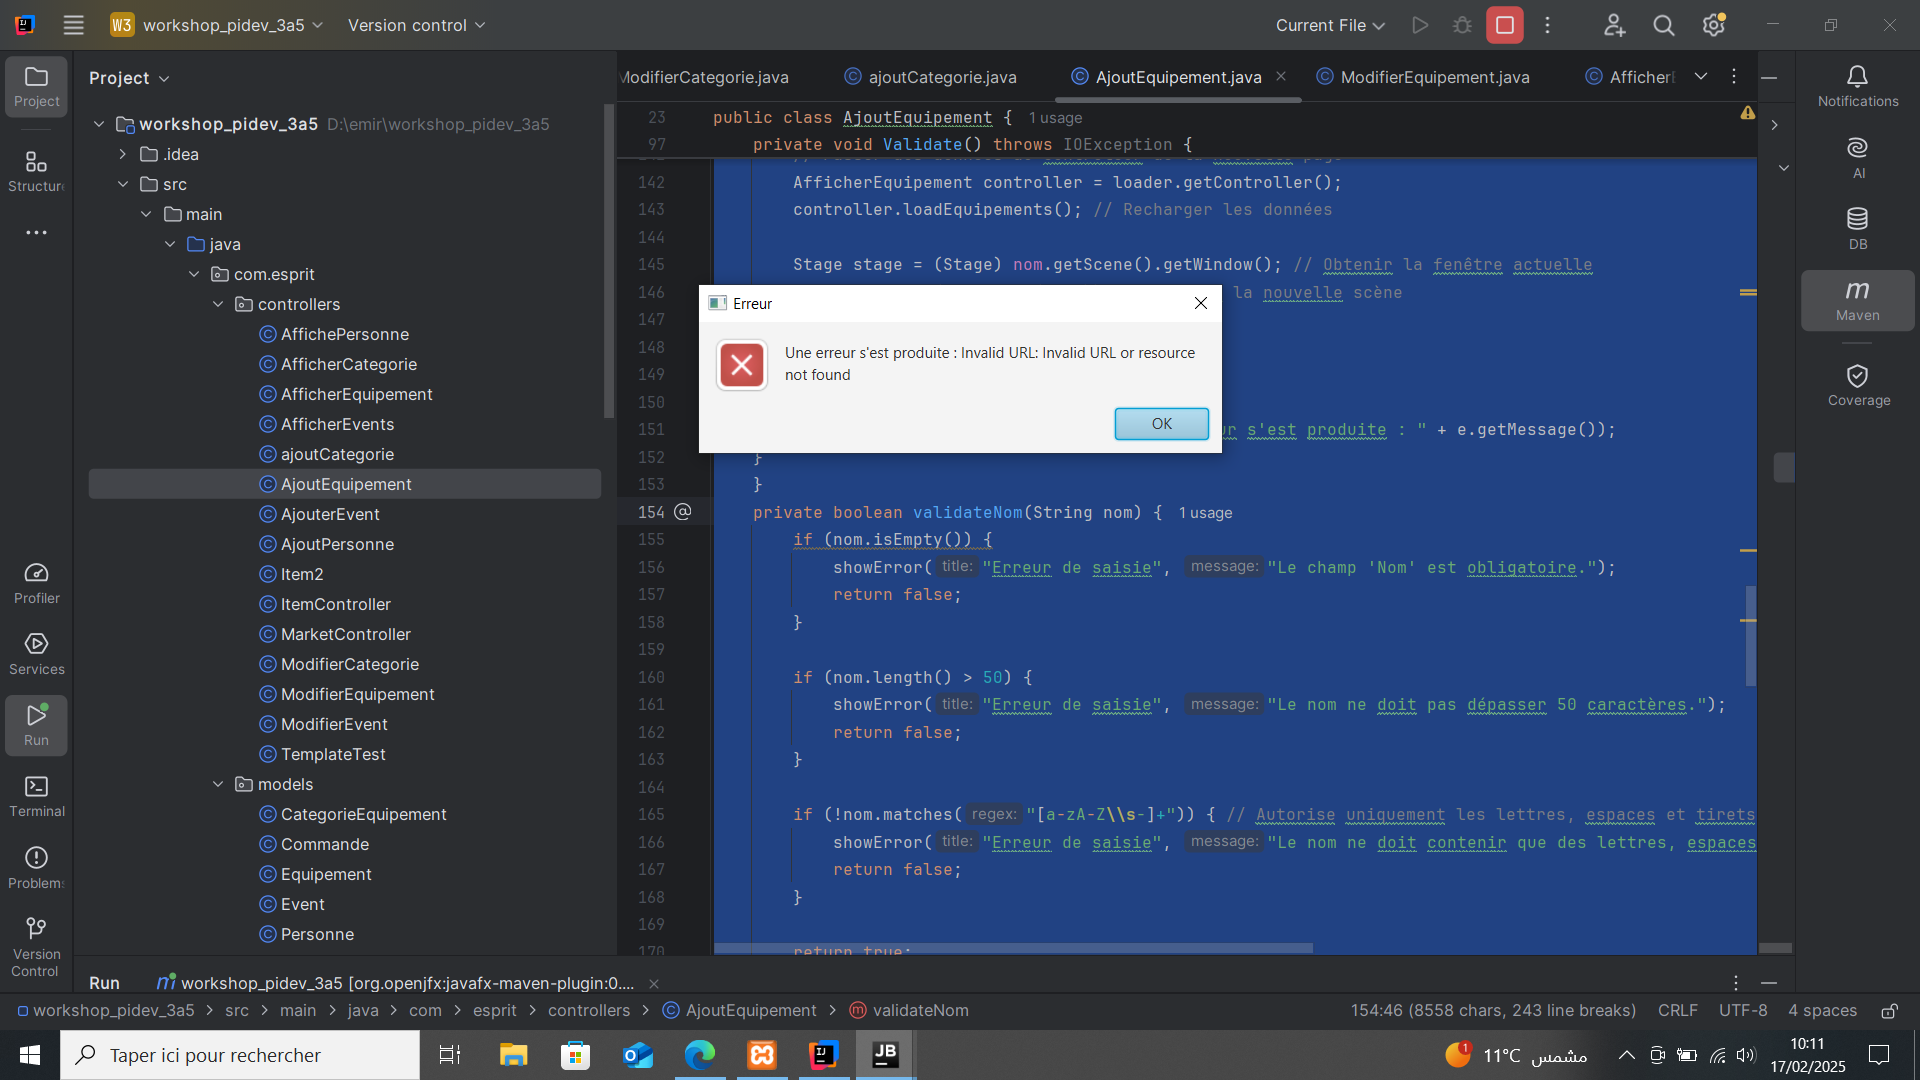 W3 workshop_pidev_3a5 Version control Current File
Project
Project
workshop_pidev_3a5 D:\emir\workshop_pidev_3a5
.idea
src
main
java
com.esprit
controllers
AffichePersonne
AfficherCategorie
AfficherEquipement
AfficherEvents
ajoutCategorie
AjoutEquipement
AjouterEvent
AjoutPersonne
Item2
ItemController
MarketController
ModifierCategorie
ModifierEquipement
ModifierEvent
TemplateTest
models
CategorieEquipement
Commande
Equipement
Event
Personne
Structure
Profiler
Services
Run
Terminal
Problems
Version
Control
ModifierCategorie.java ajoutCategorie.java AjoutEquipement.java ModifierEquipement.java AfficherE
23 public class AjoutEquipement { 1 usage
97 private void Validate() throws IOException {
142 AfficherEquipement controller = loader.getController();
143 controller.loadEquipements(); // Recharger les données
144
145 Stage stage = (Stage) nom.getScene().getWindow(); // Obtenir la fenêtre actuelle
146 la nouvelle scène
147
148
149
150
151 s'est produite : " + e.getMessage());
152 }
153 }
154 private boolean validateNom(String nom) { 1 usage
155 if (nom.isEmpty()) {
156 showError( title: "Erreur de saisie", message: "Le champ 'Nom' est obligatoire.");
157 return false;
158 }
159
160 if (nom.length() > 50) {
161 showError( title: "Erreur de saisie", message: "Le nom ne doit pas dépasser 50 caractères.");
162 return false;
163 }
164
165 if (!nom.matches( regex: "[a-zA-Z\\s-]+")) { // Autorise uniquement les lettres, espaces et tirets
166 showError( title: "Erreur de saisie", message: "Le nom ne doit contenir que des lettres, espaces
167 return false;
168 }
169
170 return true;
Erreur
Une erreur s'est produite : Invalid URL: Invalid URL or resource
not found
OK
Notifications
AI
DB
m
Maven
Coverage
Run workshop_pidev_3a5 [org.openjfx:javafx-maven-plugin:0....
workshop_pidev_3a5 > src > main > java > com > esprit > controllers > AjoutEquipement > validateNom 154:46 (8558 chars, 243 line breaks) CRLF UTF-8 4 spaces
Taper ici pour rechercher
JB
1
11°C مشمس
10:11
17/02/2025